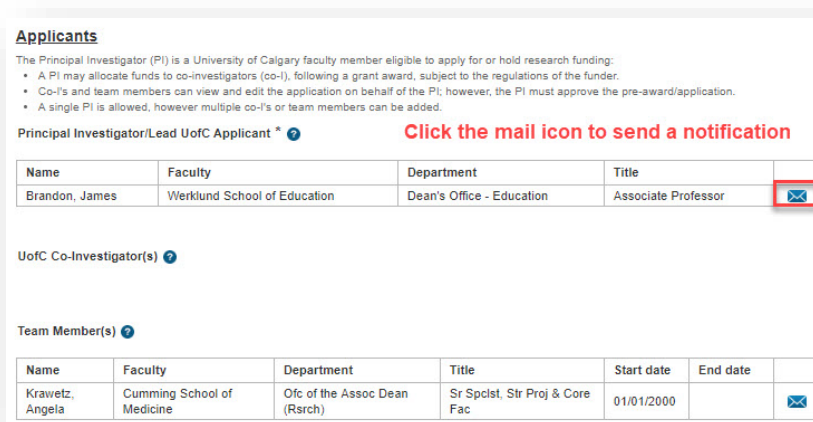 Applicants
The Principal Investigator (PI) is a University of Calgary faculty member eligible to apply for or hold research funding:
• A PI may allocate funds to co-investigators (co-I), following a grant award, subject to the regulations of the funder.
• Co-I's and team members can view and edit the application on behalf of the PI; however, the PI must approve the pre-award/application.
• A single PI is allowed, however multiple co-I's or team members can be added.
Principal Investigator/Lead UofC Applicant * ? Click the mail icon to send a notification
Name Faculty Department Title
Brandon, James Werklund School of Education Dean's Office - Education Associate Professor
UofC Co-Investigator(s) ?
Team Member(s) ?
Name Faculty Department Title Start date End date
Krawetz, Cumming School of Ofc of the Assoc Dean Sr Spclst, Str Proj & Core 01/01/2000
Angela Medicine (Rsrch) Fac